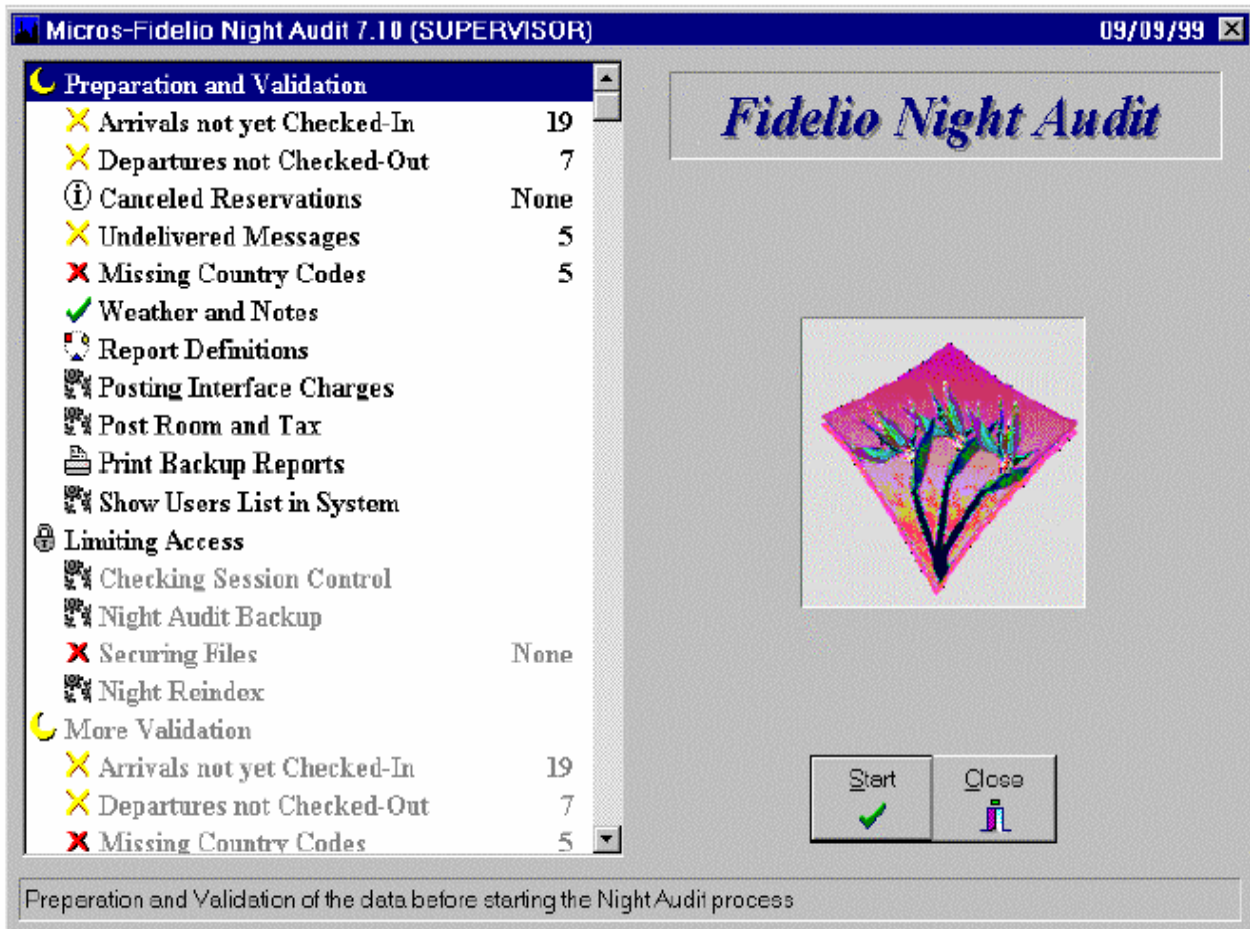 Micros-Fidelio Night Audit 7.10 (SUPERVISOR) 09/09/99
Preparation and Validation
Arrivals not yet Checked-In 19
Departures not Checked-Out 7
Canceled Reservations None
Undelivered Messages 5
Missing Country Codes 5
Weather and Notes
Report Definitions
Posting Interface Charges
Post Room and Tax
Print Backup Reports
Show Users List in System
Limiting Access
Checking Session Control
Night Audit Backup
Securing Files None
Night Reindex
More Validation
Arrivals not yet Checked-In 19
Departures not Checked-Out 7
Missing Country Codes 5
Fidelio Night Audit
Start Close
Preparation and Validation of the data before starting the Night Audit process